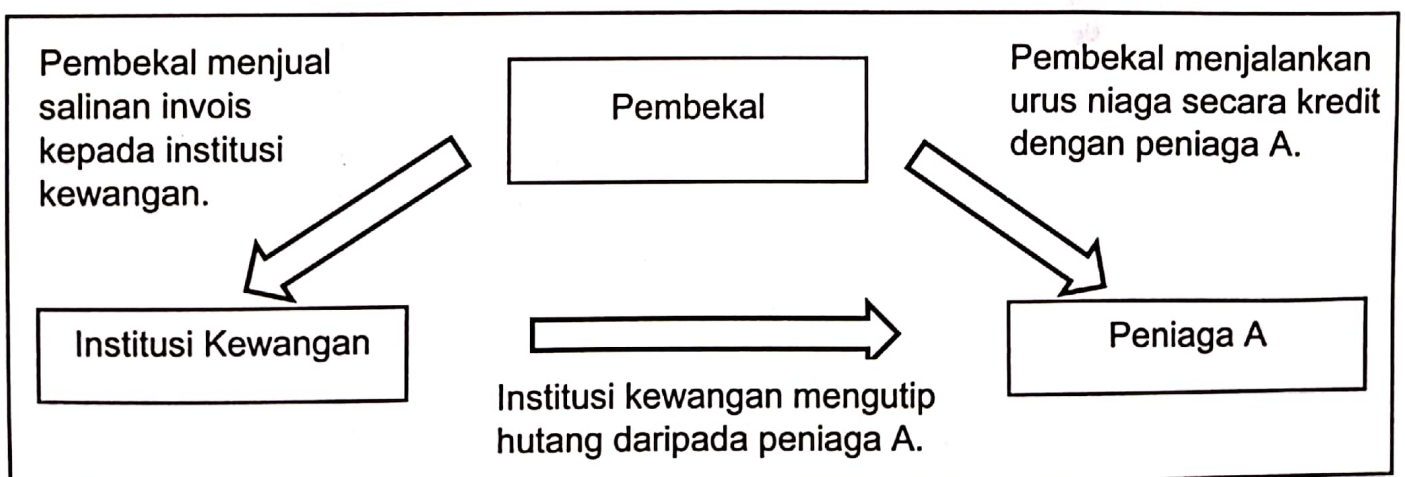 Pembekal menjual
salinan invois
kepada institusi
kewangan.
Pembekal
Pembekal menjalankan
urus niaga secara kredit
dengan peniaga A.
Institusi Kewangan
Peniaga A
Institusi kewangan mengutip
hutang daripada peniaga A.